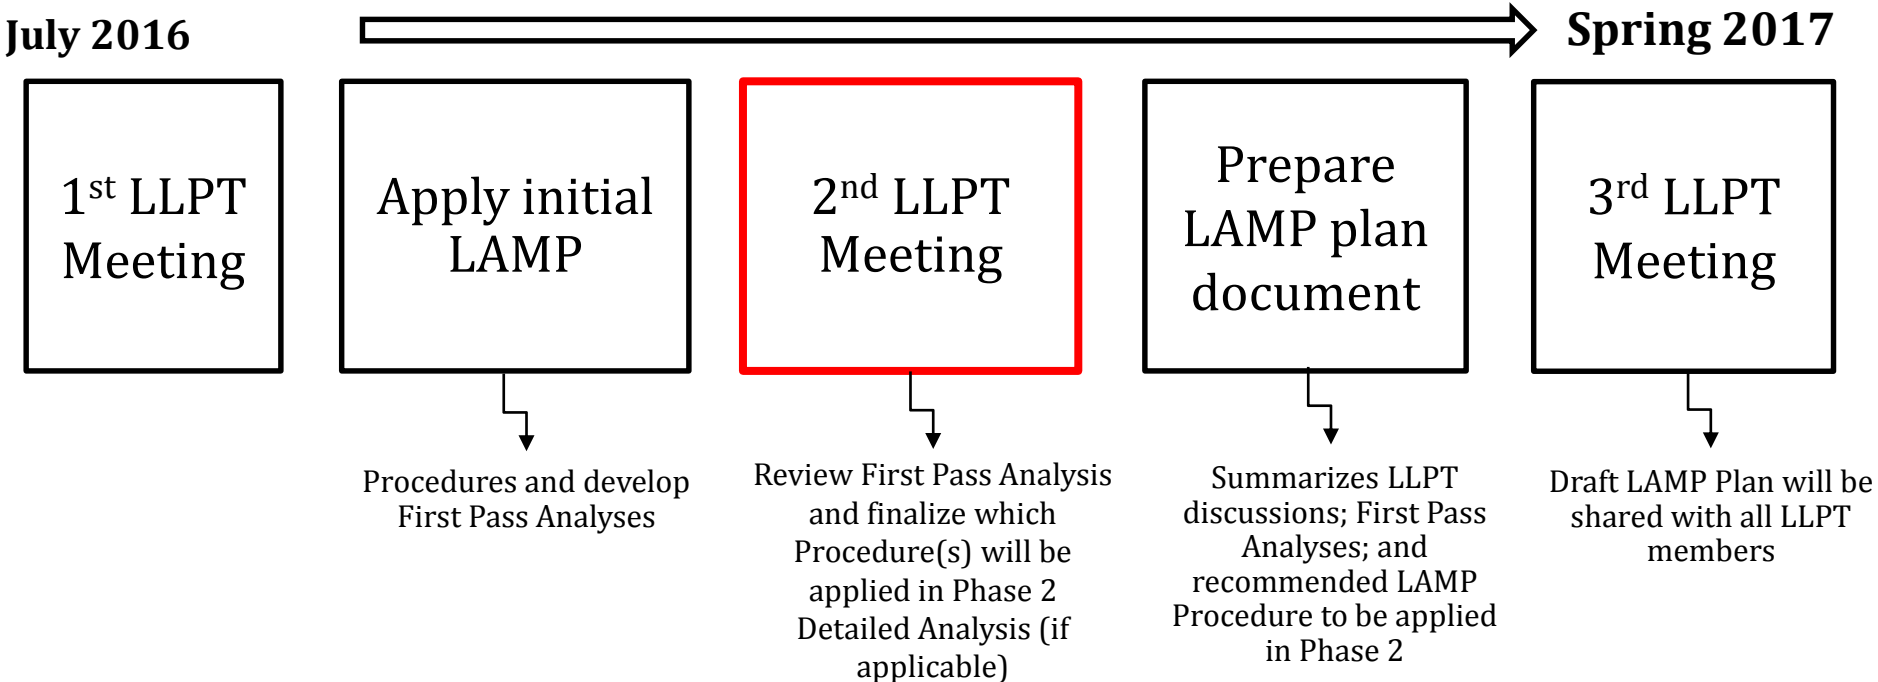 July 2016
Spring 2017
1st LLPT
Meeting
Apply initial
LAMP
2nd LLPT
Meeting
Prepare
LAMP plan
document
3rd LLPT
Meeting
Procedures and develop
First Pass Analyses
Review First Pass Analysis
and finalize which
Procedure(s) will be
applied in Phase 2
Detailed Analysis (if
applicable)
Summarizes LLPT
discussions; First Pass
Analyses; and
recommended LAMP
Procedure to be applied
in Phase 2
Draft LAMP Plan will be
shared with all LLPT
members